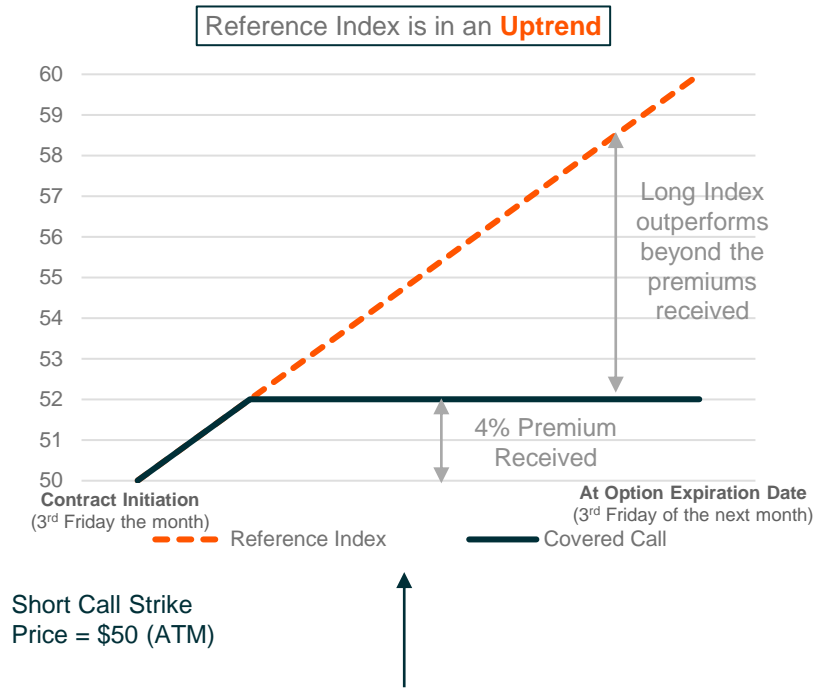 Reference Index is in an Uptrend
60
59
58
57
56
55
54
53
52
51
50
Long Index
outperforms
beyond the
premiums
received
4% Premium
Received
Contract Initiation
(3rd Friday the month)
At Option Expiration Date
(3rd Friday of the next month)
Reference Index
Covered Call
Short Call Strike
Price = $50 (ATM)